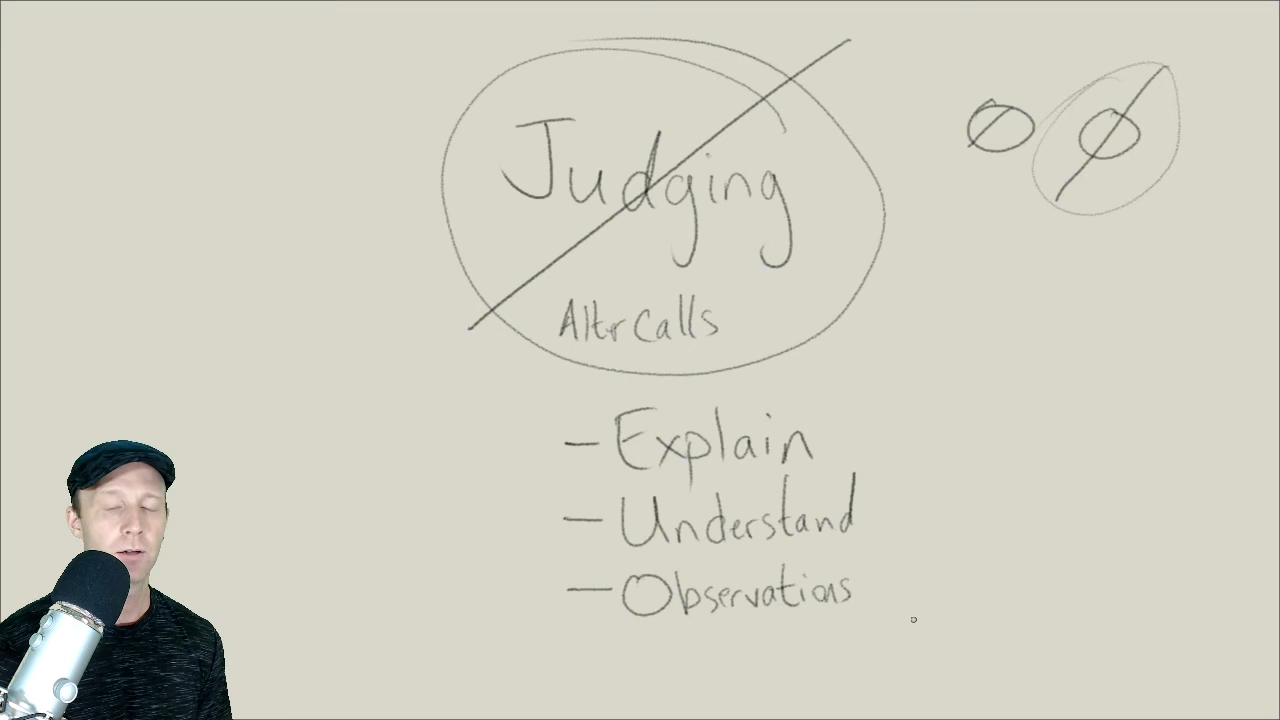 Judging
Altr Calls
- Explain
- Understand
- Observations